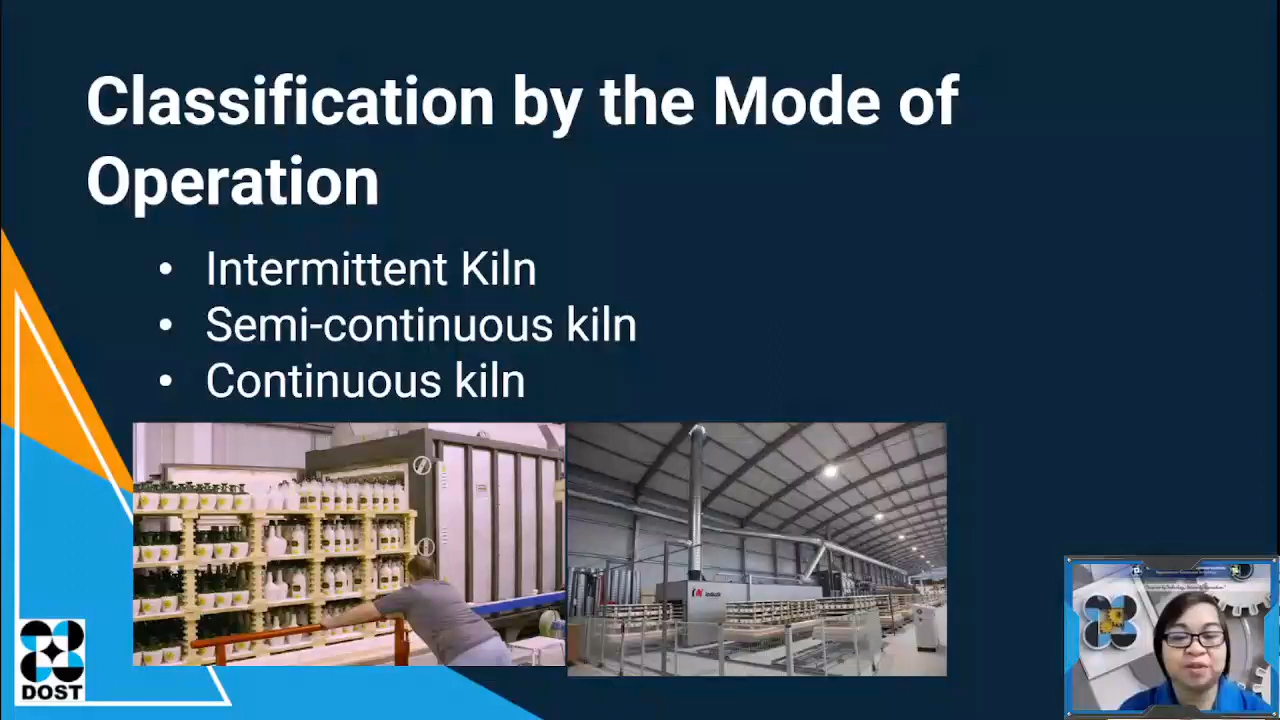 Classification by the Mode of
Operation
• Intermittent Kiln
• Semi-continuous kiln
• Continuous kiln
DOST